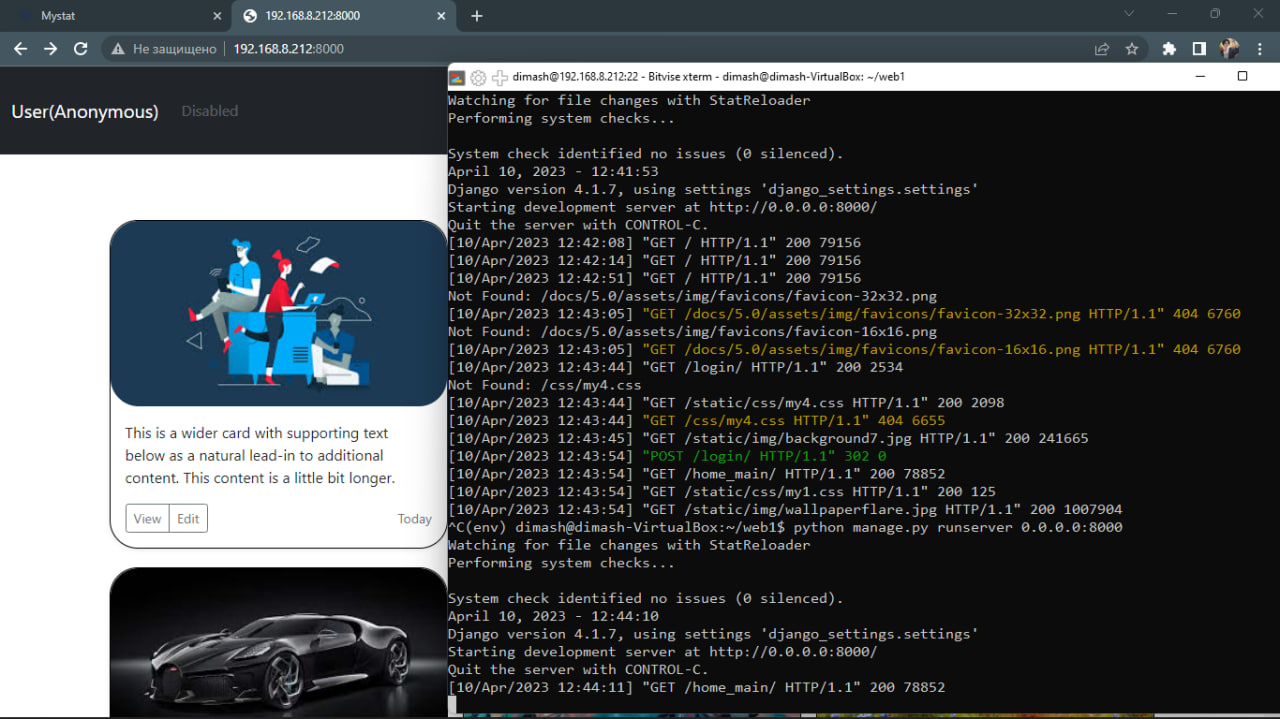 Mystat
192.168.8.212:8000
Не защищено
192.168.8.212:8000
User(Anonymous)
Disabled
This is a wider card with supporting text
below as a natural lead-in to additional
content. This content is a little bit longer.
View
Edit
Today
dimash@192.168.8.212:22 - Bitvise xterm - dimash@dimash-VirtualBox: ~/web1
Watching for file changes with StatReloader
Performing system checks...
System check identified no issues (0 silenced).
April 10, 2023 - 12:41:53
Django version 4.1.7, using settings 'django_settings.settings'
Starting development server at http://0.0.0.0:8000/
Quit the server with CONTROL-C.
[10/Apr/2023 12:42:08] "GET / HTTP/1.1" 200 79156
[10/Apr/2023 12:42:14] "GET / HTTP/1.1" 200 79156
[10/Apr/2023 12:42:51] "GET / HTTP/1.1" 200 79156
Not Found: /docs/5.0/assets/img/favicons/favicon-32x32.png
[10/Apr/2023 12:43:05] "GET /docs/5.0/assets/img/favicons/favicon-32x32.png HTTP/1.1" 404 6760
Not Found: /docs/5.0/assets/img/favicons/favicon-16x16.png
[10/Apr/2023 12:43:05] "GET /docs/5.0/assets/img/favicons/favicon-16x16.png HTTP/1.1" 404 6760
[10/Apr/2023 12:43:44] "GET /login/ HTTP/1.1" 200 2534
Not Found: /css/my4.css
[10/Apr/2023 12:43:44] "GET /static/css/my4.css HTTP/1.1" 200 2098
[10/Apr/2023 12:43:44] "GET /css/my4.css HTTP/1.1" 404 6655
[10/Apr/2023 12:43:45] "GET /static/img/background7.jpg HTTP/1.1" 200 241665
[10/Apr/2023 12:43:54] "POST /login/ HTTP/1.1" 302 0
[10/Apr/2023 12:43:54] "GET /home_main/ HTTP/1.1" 200 78852
[10/Apr/2023 12:43:54] "GET /static/css/my1.css HTTP/1.1" 200 125
[10/Apr/2023 12:43:54] "GET /static/img/wallpaperflare.jpg HTTP/1.1" 200 1007904
^C(env) dimash@dimash-VirtualBox:~/web1$ python manage.py runserver 0.0.0.0:8000
Watching for file changes with StatReloader
Performing system checks...
System check identified no issues (0 silenced).
April 10, 2023 - 12:44:10
Django version 4.1.7, using settings 'django_settings.settings'
Starting development server at http://0.0.0.0:8000/
Quit the server with CONTROL-C.
[10/Apr/2023 12:44:11] "GET /home_main/ HTTP/1.1" 200 78852